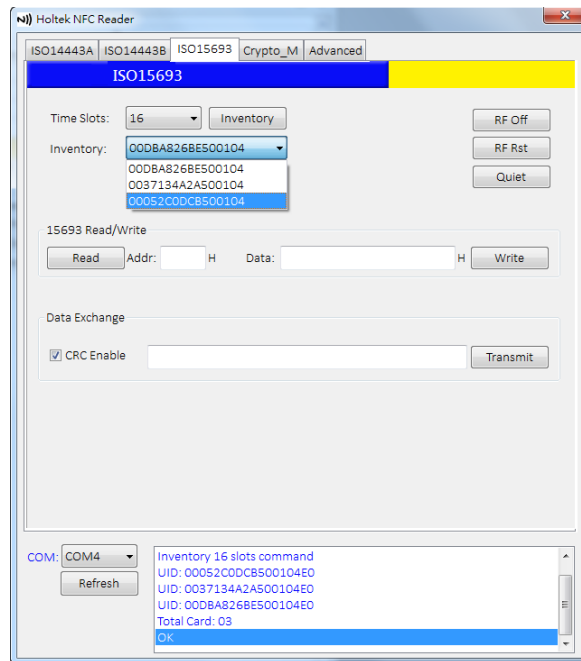 Holtek NFC Reader
ISO14443A ISO14443B ISO15693 Crypto_M Advanced
ISO15693
Time Slots: 16 Inventory RF Off
Inventory: 00DBA826BE500104 RF Rst
00DBA826BE500104 Quiet
0037134A2A500104
00052C0DCB500104
15693 Read/Write
Read Addr: H Data: H Write
Data Exchange
CRC Enable Transmit
COM: COM4 Inventory 16 slots command
Refresh UID: 00052C0DCB500104E0
UID: 0037134A2A500104E0
UID: 00DBA826BE500104E0
Total Card: 03
OK